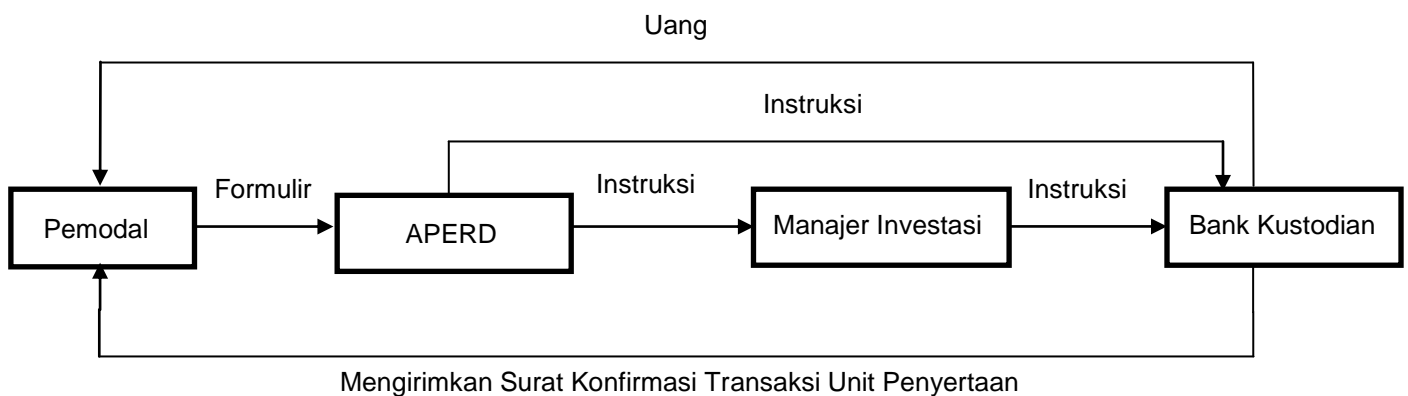 Uang
Instruksi
Formulir
Instruksi
Instruksi
Pemodal
APERD
Manajer Investasi
Bank Kustodian
Mengirimkan Surat Konfirmasi Transaksi Unit Penyertaan